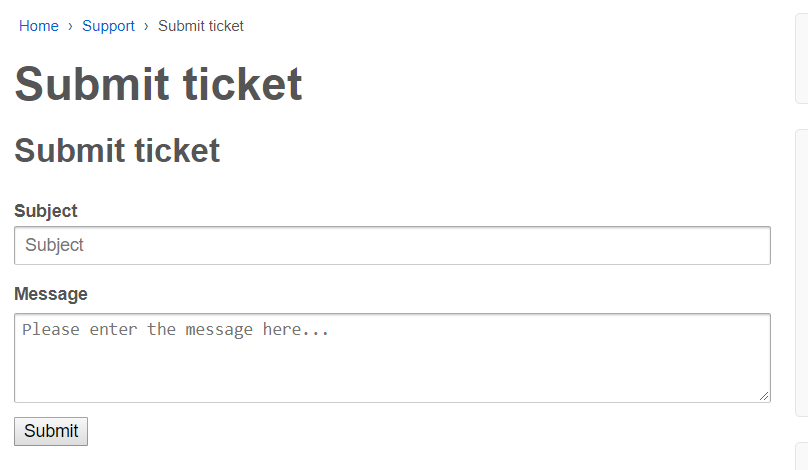 Home › Support › Submit ticket
Submit ticket
Submit ticket
Subject
Subject
Message
Please enter the message here...
Submit